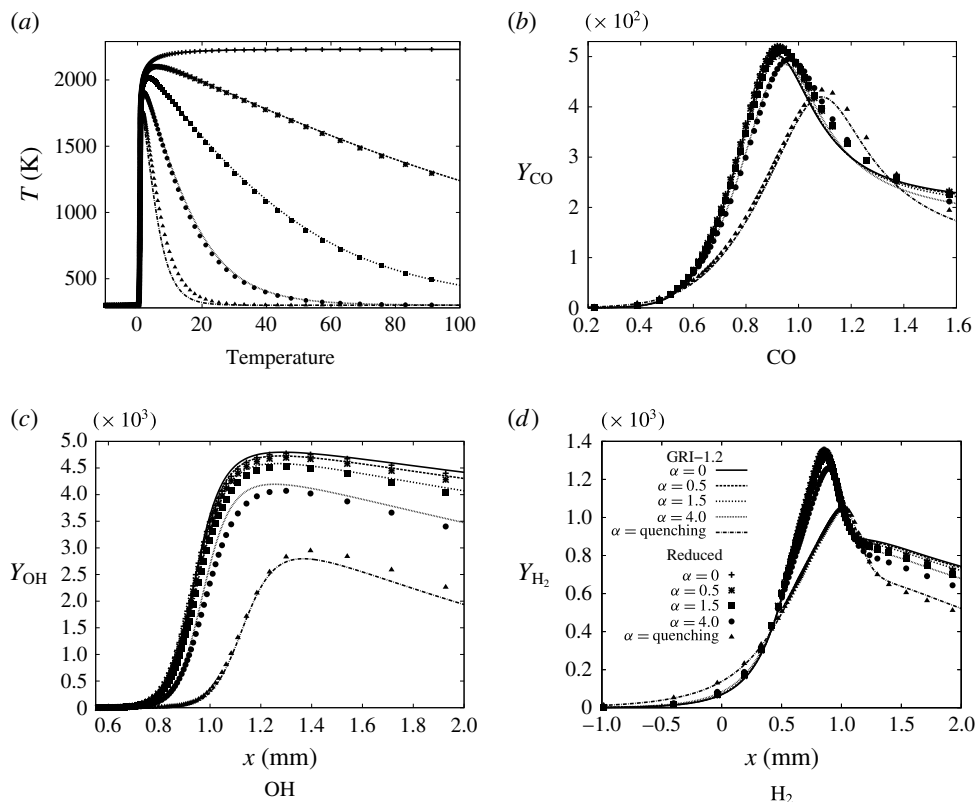 (a)
2000
1500
1000
500
T (K)
0 20 40 60 80 100
Temperature
(b)
(× 10²)
5
4
3
2
1
0
Y_CO
0.2 0.4 0.6 0.8 1.0 1.2 1.4 1.6
CO
(c)
(× 10³)
5.0
4.5
4.0
3.5
3.0
2.5
2.0
1.5
1.0
0.5
0
Y_OH
0.6 0.8 1.0 1.2 1.4 1.6 1.8 2.0
x (mm)
OH
(d)
(× 10³)
1.4
1.2
1.0
0.8
0.6
0.4
0.2
0
Y_H₂
GRI–1.2
α = 0
α = 0.5
α = 1.5
α = 4.0
α = quenching
Reduced
α = 0
α = 0.5
α = 1.5
α = 4.0
α = quenching
–1.0 –0.5 0 0.5 1.0 1.5 2.0
x (mm)
H₂